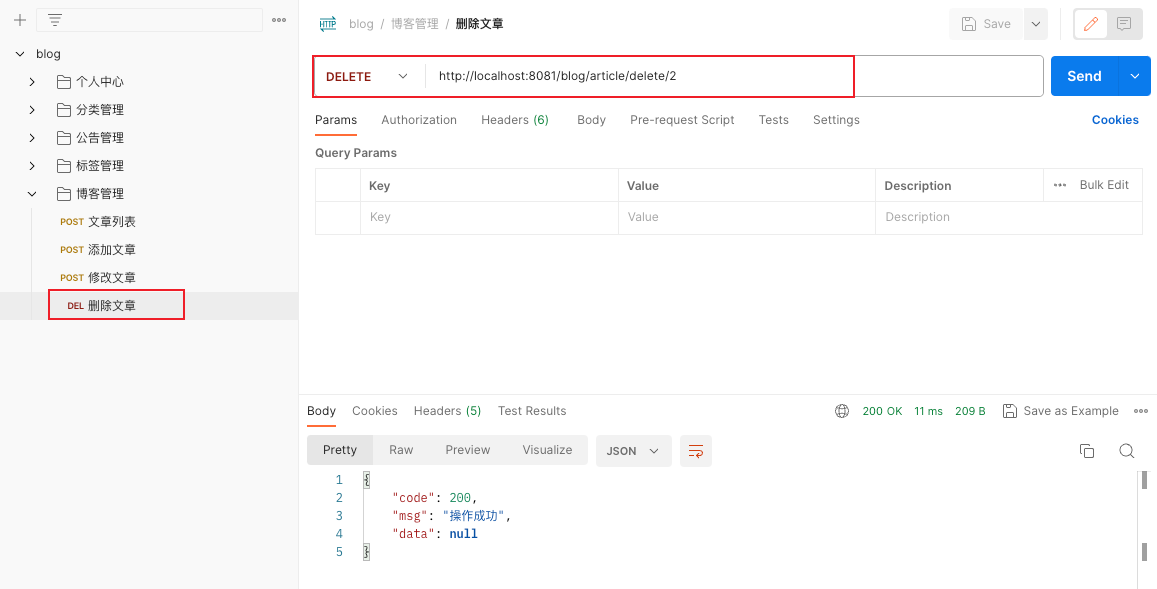 blog
个人中心
分类管理
公告管理
标签管理
博客管理
POST 文章列表
POST 添加文章
POST 修改文章
DEL 删除文章
HTTP blog / 博客管理 / 删除文章
Save
DELETE http://localhost:8081/blog/article/delete/2
Send
Params Authorization Headers (6) Body Pre-request Script Tests Settings Cookies
Query Params
Key Value Description Bulk Edit
Key Value Description
Body Cookies Headers (5) Test Results 200 OK 11 ms 209 B Save as Example
Pretty Raw Preview Visualize JSON
1 {
2 "code": 200,
3 "msg": "操作成功",
4 "data": null
5 }